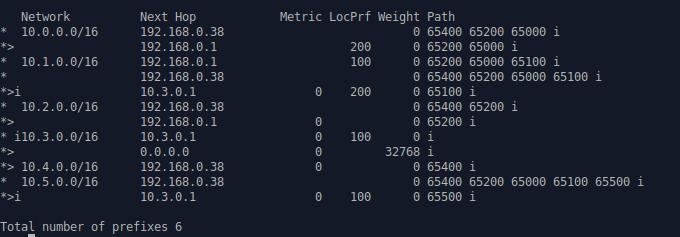 Network          Next Hop            Metric LocPrf Weight Path
*  10.0.0.0/16      192.168.0.38                           0 65400 65200 65000 i
*>                  192.168.0.1                   200      0 65200 65000 i
*  10.1.0.0/16      192.168.0.1                   100      0 65200 65000 65100 i
*                   192.168.0.38                           0 65400 65200 65000 65100 i
*>i                 10.3.0.1                 0    200      0 65100 i
*  10.2.0.0/16      192.168.0.38                           0 65400 65200 i
*>                  192.168.0.1              0             0 65200 i
* i10.3.0.0/16      10.3.0.1                 0    100      0 i
*>                  0.0.0.0                  0         32768 i
*> 10.4.0.0/16      192.168.0.38             0             0 65400 i
*  10.5.0.0/16      192.168.0.38                           0 65400 65200 65000 65100 65500 i
*>i                 10.3.0.1                 0    100      0 65500 i
Total number of prefixes 6